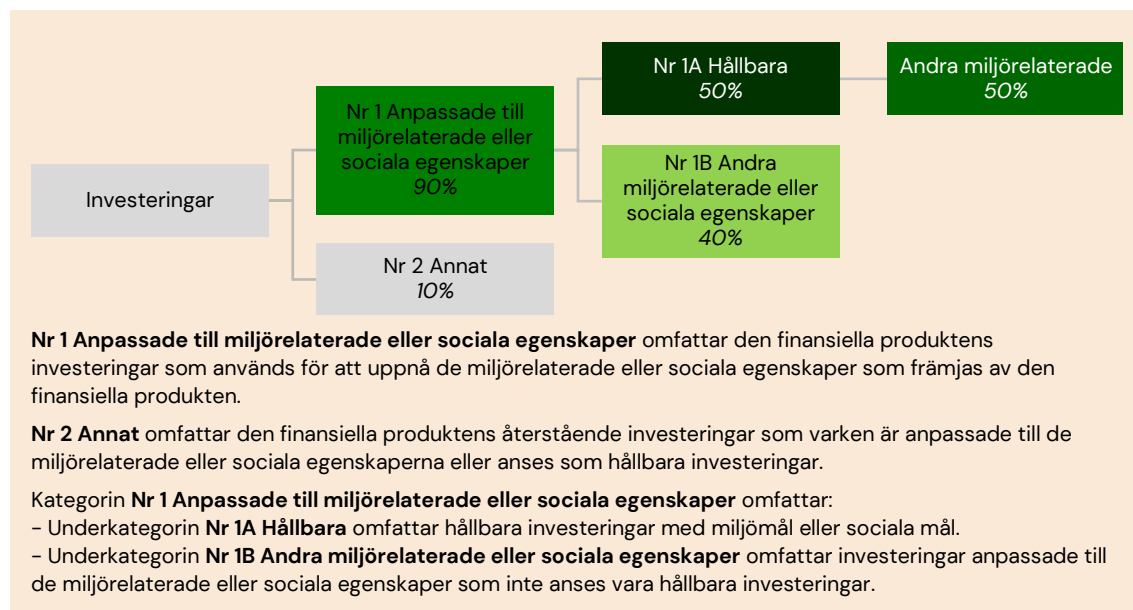 Nr 1A Hållbara
50%
Andra miljörelaterade
50%
Nr 1 Anpassade till
miljörelaterade eller
sociala egenskaper
90%
Nr 1B Andra
miljörelaterade eller
sociala egenskaper
40%
Investeringar
Nr 2 Annat
10%
Nr 1 Anpassade till miljörelaterade eller sociala egenskaper omfattar den finansiella produktens
investeringar som används för att uppnå de miljörelaterade eller sociala egenskaper som främjas av den
finansiella produkten.
Nr 2 Annat omfattar den finansiella produktens återstående investeringar som varken är anpassade till de
miljörelaterade eller sociala egenskaperna eller anses som hållbara investeringar.
Kategorin Nr 1 Anpassade till miljörelaterade eller sociala egenskaper omfattar:
- Underkategorin Nr 1A Hållbara omfattar hållbara investeringar med miljömål eller sociala mål.
- Underkategorin Nr 1B Andra miljörelaterade eller sociala egenskaper omfattar investeringar anpassade till
de miljörelaterade eller sociala egenskaper som inte anses vara hållbara investeringar.